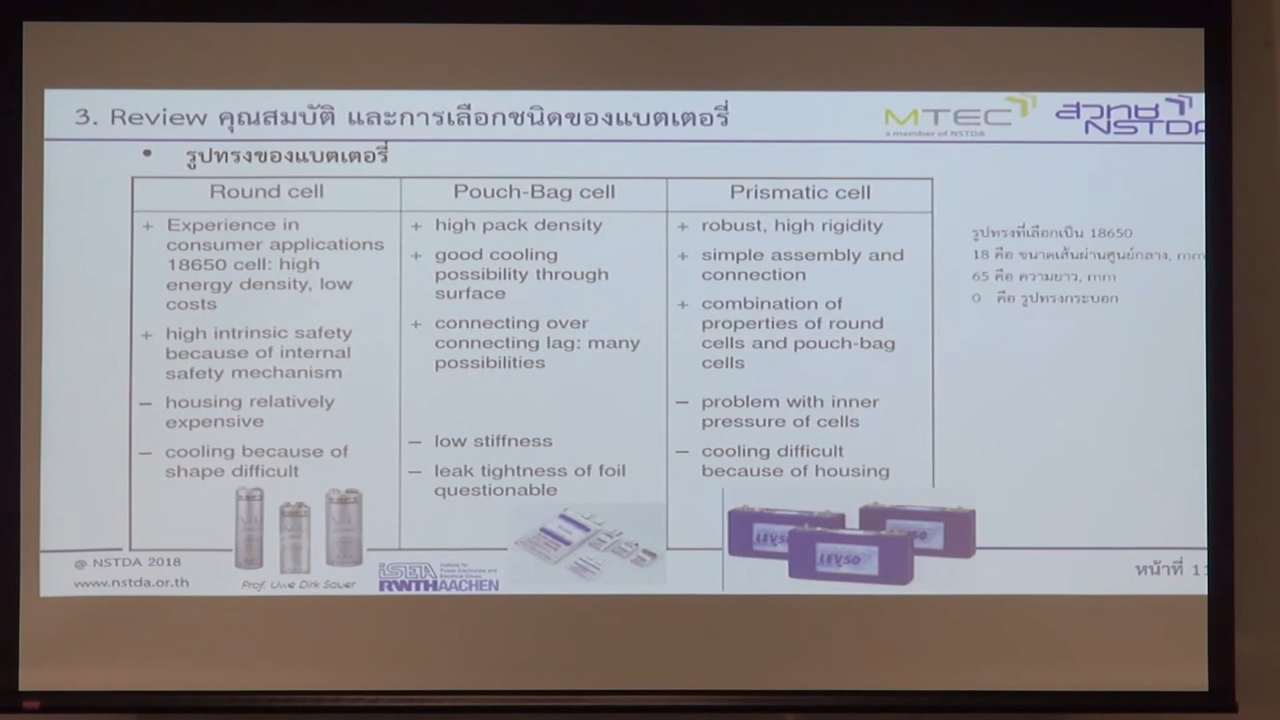 3. Review คุณสมบัติ และการเลือกชนิดของแบตเตอรี่
MTEC
a member of NSTDA
สวทช
NSTDA
• รูปทรงของแบตเตอรี่
Round cell
+ Experience in
consumer applications
18650 cell: high
energy density, low
costs
+ high intrinsic safety
because of internal
safety mechanism
– housing relatively
expensive
– cooling because of
shape difficult
Pouch-Bag cell
+ high pack density
+ good cooling
possibility through
surface
+ connecting over
connecting lag: many
possibilities
– low stiffness
– leak tightness of foil
questionable
Prismatic cell
+ robust, high rigidity
+ simple assembly and
connection
+ combination of
properties of round
cells and pouch-bag
cells
– problem with inner
pressure of cells
– cooling difficult
because of housing
รูปทรงที่เลือกเป็น 18650
18 คือ ขนาดเส้นผ่านศูนย์กลาง, mm
65 คือ ความยาว, mm
0 คือ รูปทรงกระบอก
LEV50
@ NSTDA 2018
www.nstda.or.th
Prof. Uwe Dirk Sauer
iSEA
Institute for
Power Electronics and
Electrical Drives
RWTHAACHEN
หน้าที่ 11